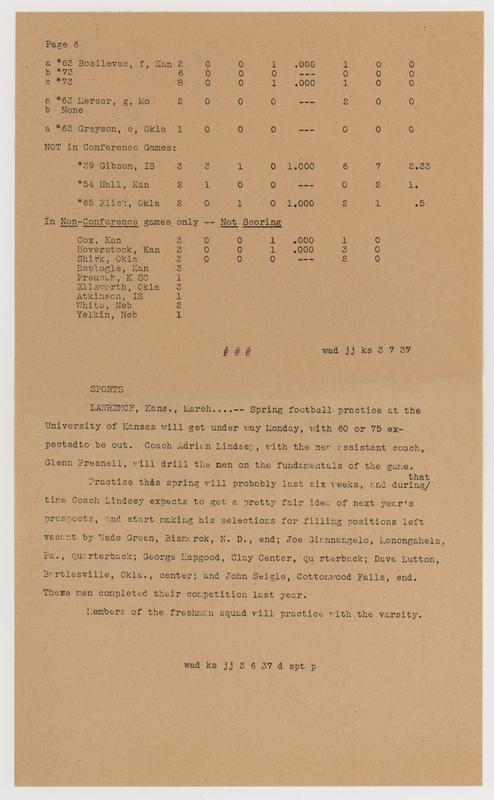 Page 6
a *63 Bosilevac, f, Kan 2 0 0 1 .000 1 0 0
b *73 6 0 0 0 --- 0 0 0
c *73 8 0 0 1 .000 1 0 0
a *63 Mercer, g, Mo 2 0 0 0 --- 2 0 0
b None
a *63 Grayson, c, Okla 1 0 0 0 --- 0 0 0
NOT in Conference Games:
*39 Gibson, IS 3 3 1 0 1.000 6 7 2.33
*54 Hall, Kan 2 1 0 0 --- 0 2 1.
*65 Flick, Okla 2 0 1 0 1.000 2 1 .5
In Non-Conference games only -- Not Scoring
Cox, Kan 3 0 0 1 .000 1 0
Hoverstock, Kan 3 0 0 1 .000 3 0
Shirk, Okla 3 0 0 0 --- 2 0
Replogle, Kan 3
Preusch, K SC 1
Ellsworth, Okla 3
Atkinson, IS 1
White, Neb 2
Yelkin, Neb 1
# # # wad jj ks 3 7 37
SPORTS
LAWRENCE, Kans., March....-- Spring football practice at the
University of Kansas will get under way Monday, with 60 or 75 ex-
pectedto be out. Coach Adrian Lindsey, with the new assistant coach,
Glenn Presnell, will drill the men on the fundamentals of the game.
that
Practice this spring will probably last six weeks, and during/
time Coach Lindsey expects to get a pretty fair idea of next year's
prospects, and start making his selections for filling positions left
vacant by Wade Green, Bismarck, N. D., end; Joe Giannangelo, Monongahela,
Pa., quarterback; George Hapgood, Clay Center, quarterback; Dave Lutton,
Bartlesville, Okla., center; and John Seigle, Cottonwood Falls, end.
These men completed their competition last year.
Members of the freshman squad will practice with the varsity.
wad ks jj 3 6 37 d spt p